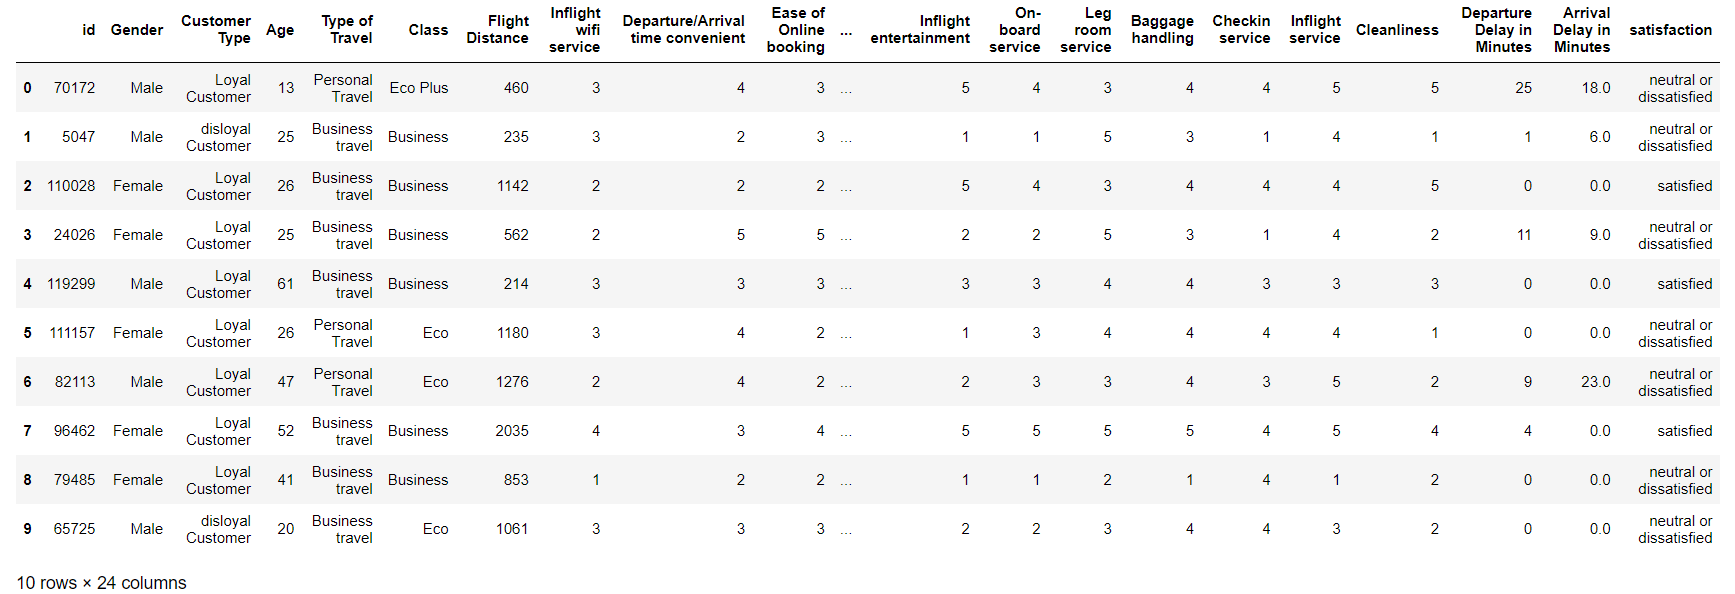 id Gender Customer Type Age Type of Travel Class Flight Distance Inflight wifi service Departure/Arrival time convenient Ease of Online booking ... Inflight entertainment On-board service Leg room service Baggage handling Checkin service Inflight service Cleanliness Departure Delay in Minutes Arrival Delay in Minutes satisfaction
0 70172 Male Loyal Customer 13 Personal Travel Eco Plus 460 3 4 3 ... 5 4 3 4 4 5 5 25 18.0 neutral or dissatisfied
1 5047 Male disloyal Customer 25 Business travel Business 235 3 2 3 ... 1 1 5 3 1 4 1 1 6.0 neutral or dissatisfied
2 110028 Female Loyal Customer 26 Business travel Business 1142 2 2 2 ... 5 4 3 4 4 4 5 0 0.0 satisfied
3 24026 Female Loyal Customer 25 Business travel Business 562 2 5 5 ... 2 2 5 3 1 4 2 11 9.0 neutral or dissatisfied
4 119299 Male Loyal Customer 61 Business travel Business 214 3 3 3 ... 3 3 4 4 3 3 3 0 0.0 satisfied
5 111157 Female Loyal Customer 26 Personal Travel Eco 1180 3 4 2 ... 1 3 4 4 4 4 1 0 0.0 neutral or dissatisfied
6 82113 Male Loyal Customer 47 Personal Travel Eco 1276 2 4 2 ... 2 3 3 4 3 5 2 9 23.0 neutral or dissatisfied
7 96462 Female Loyal Customer 52 Business travel Business 2035 4 3 4 ... 5 5 5 5 4 5 4 4 0.0 satisfied
8 79485 Female Loyal Customer 41 Business travel Business 853 1 2 2 ... 1 1 2 1 4 1 2 0 0.0 neutral or dissatisfied
9 65725 Male disloyal Customer 20 Business travel Eco 1061 3 3 3 ... 2 2 3 4 4 3 2 0 0.0 neutral or dissatisfied
10 rows × 24 columns